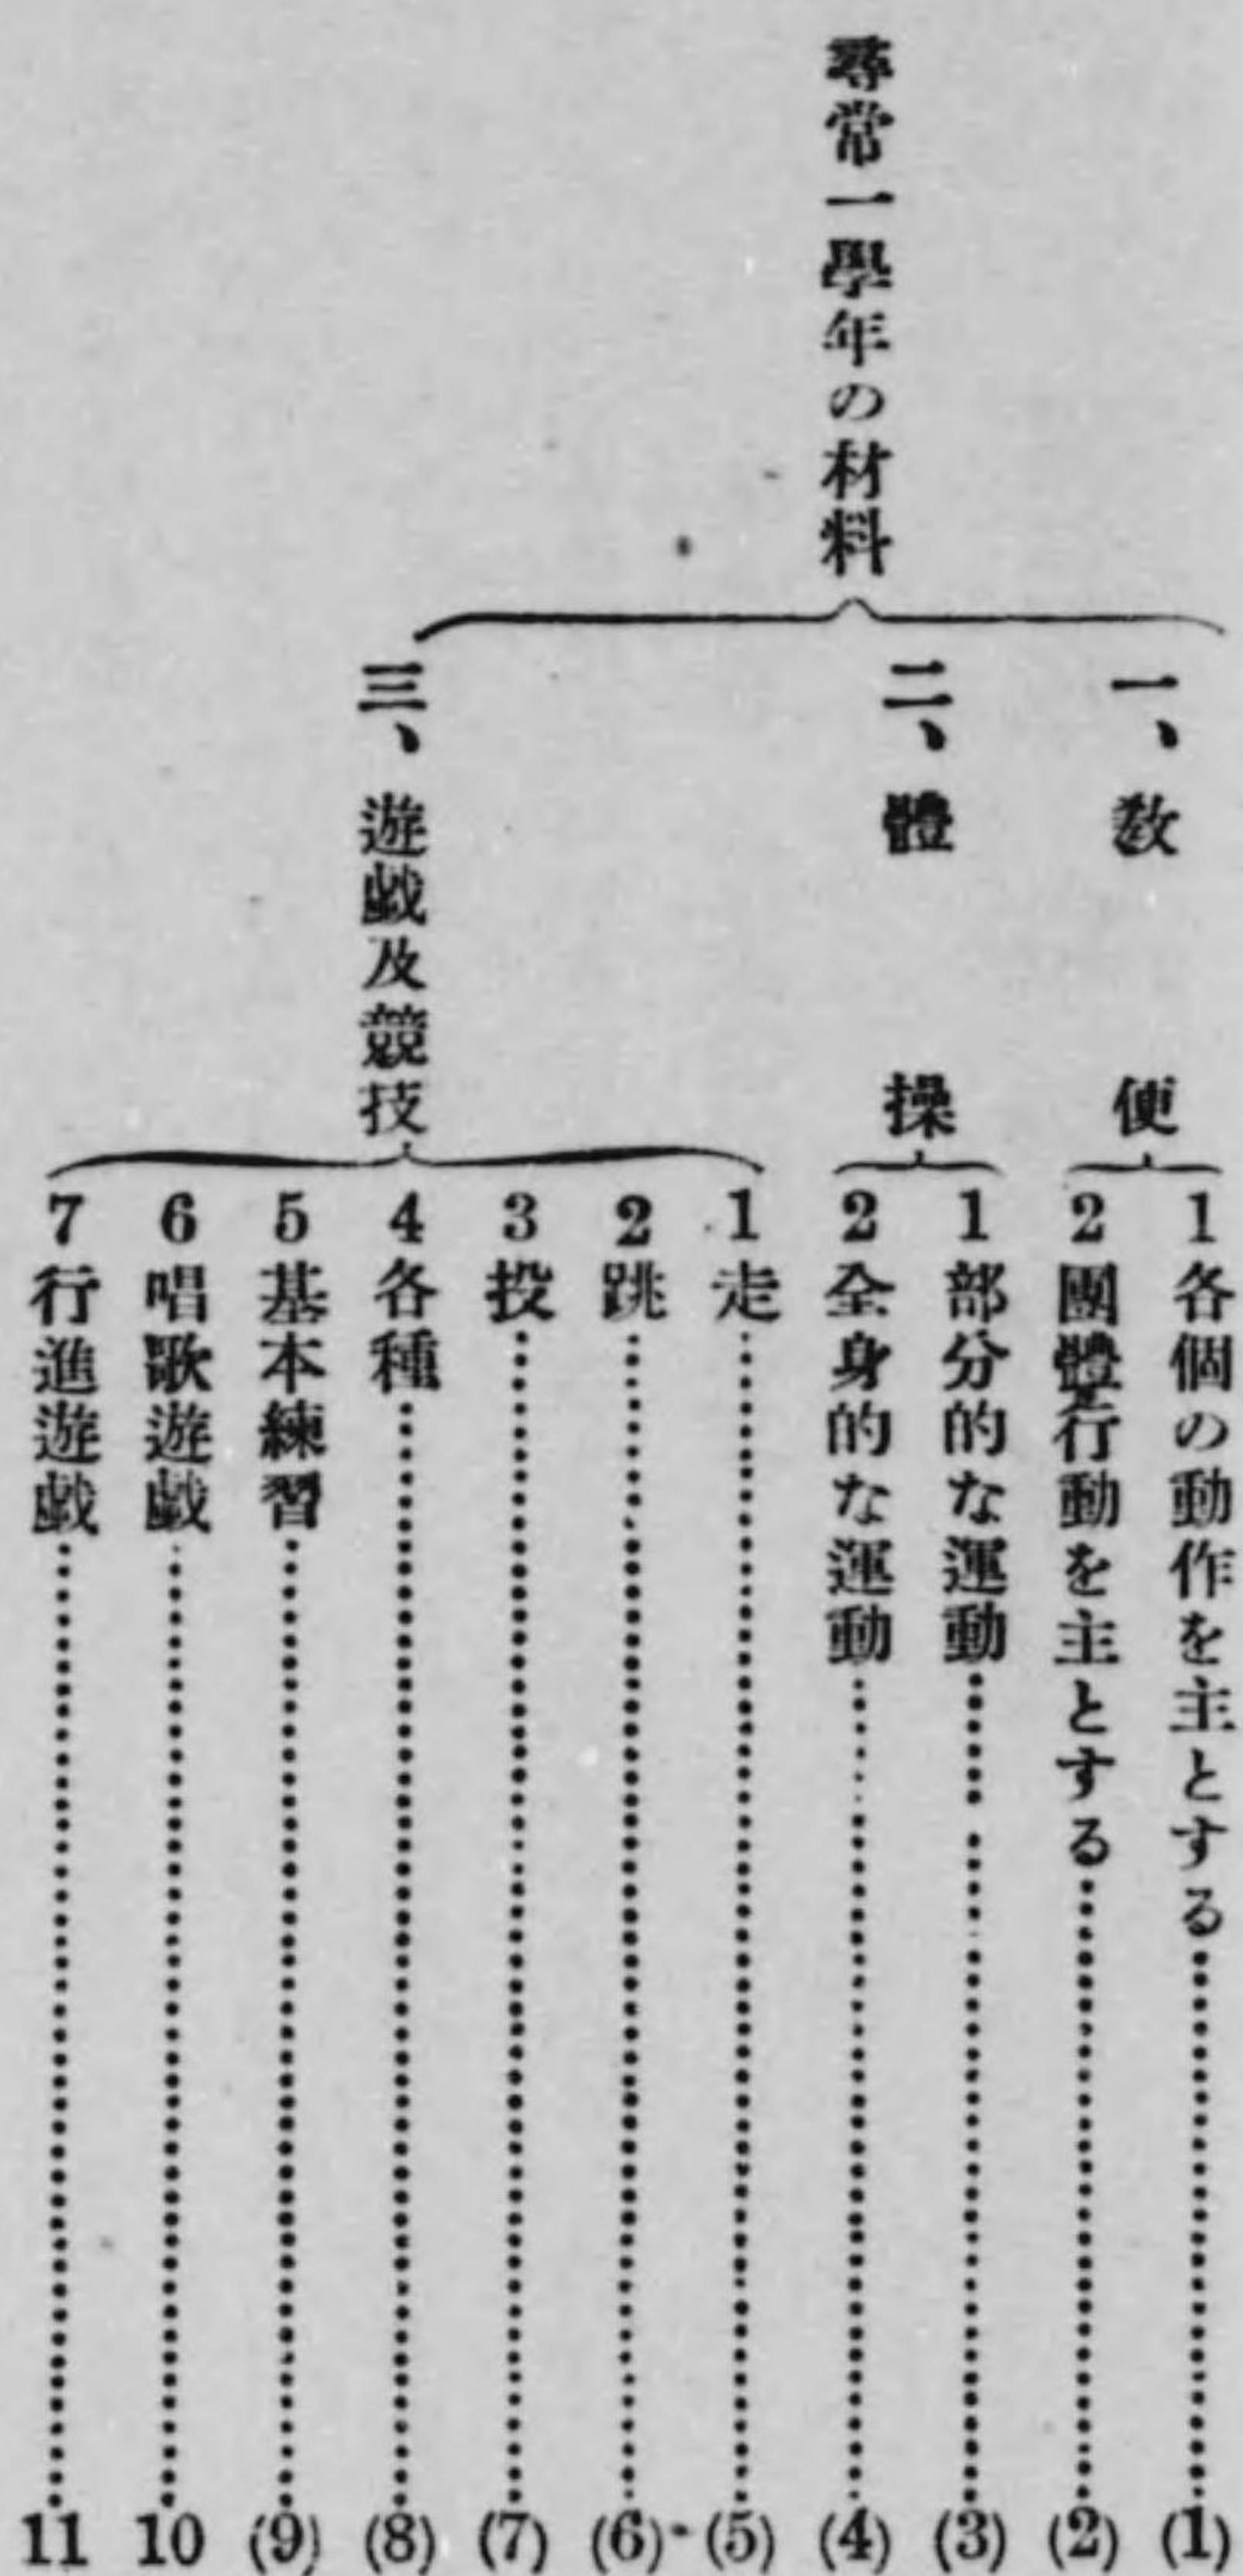 尋常一學年の材料
一、敎便
1各個の動作を主とする…………(1)
2團體行動を主とする…………(2)
二、體操
1部分的な運動…………(3)
2全身的な運動…………(4)
三、遊戯及競技
1走…………(5)
2跳…………(6)
3投…………(7)
4各種…………(8)
5基本練習…………(9)
6唱歌遊戯…………10
7行進遊戯…………11